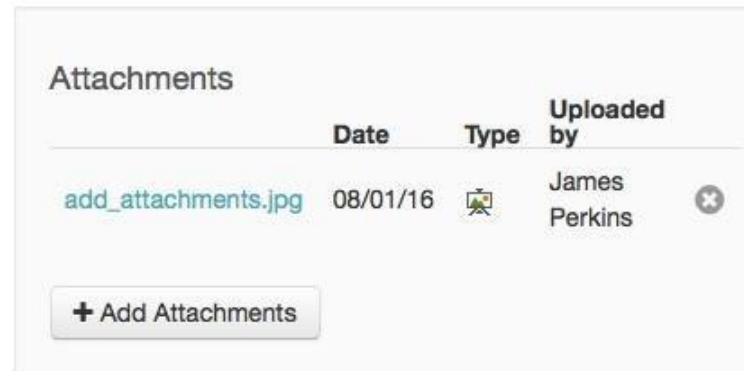 Attachments
Date Type Uploaded by
add_attachments.jpg 08/01/16 James Perkins
+ Add Attachments